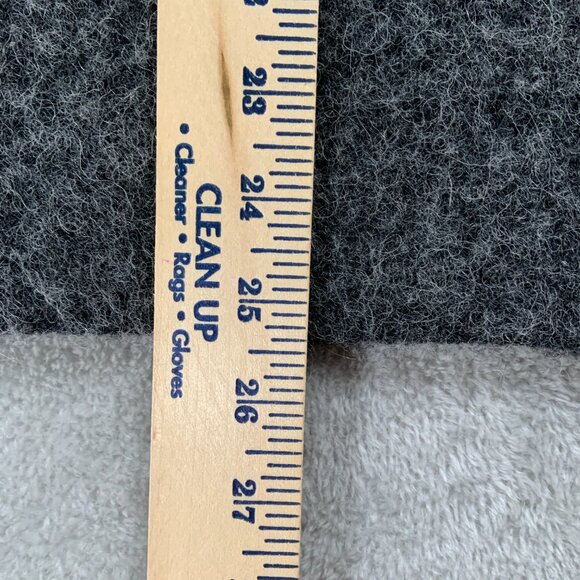 23
24
25
26
27
CLEAN UP
• Cleaner • Rags • Gloves